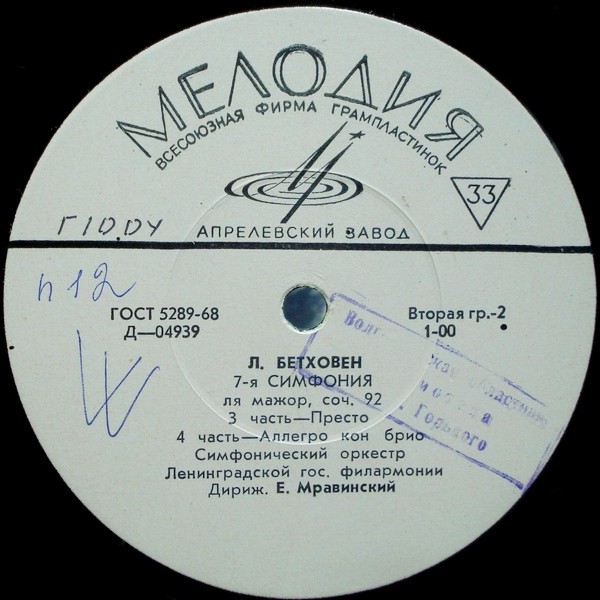 МЕЛОДИЯ
ВСЕСОЮЗНАЯ ФИРМА ГРАМПЛАСТИНОК
33
АПРЕЛЕВСКИЙ ЗАВОД
п 12
ГОСТ 5289-68
Д—04939
Вторая гр.-2
1-00
Л. БЕТХОВЕН
7-я СИМФОНИЯ
ля мажор, соч. 92
3 часть—Престо
4 часть—Аллегро кон брио
Симфонический оркестр
Ленинградской гос. филармонии
Дириж. Е. Мравинский
Горького